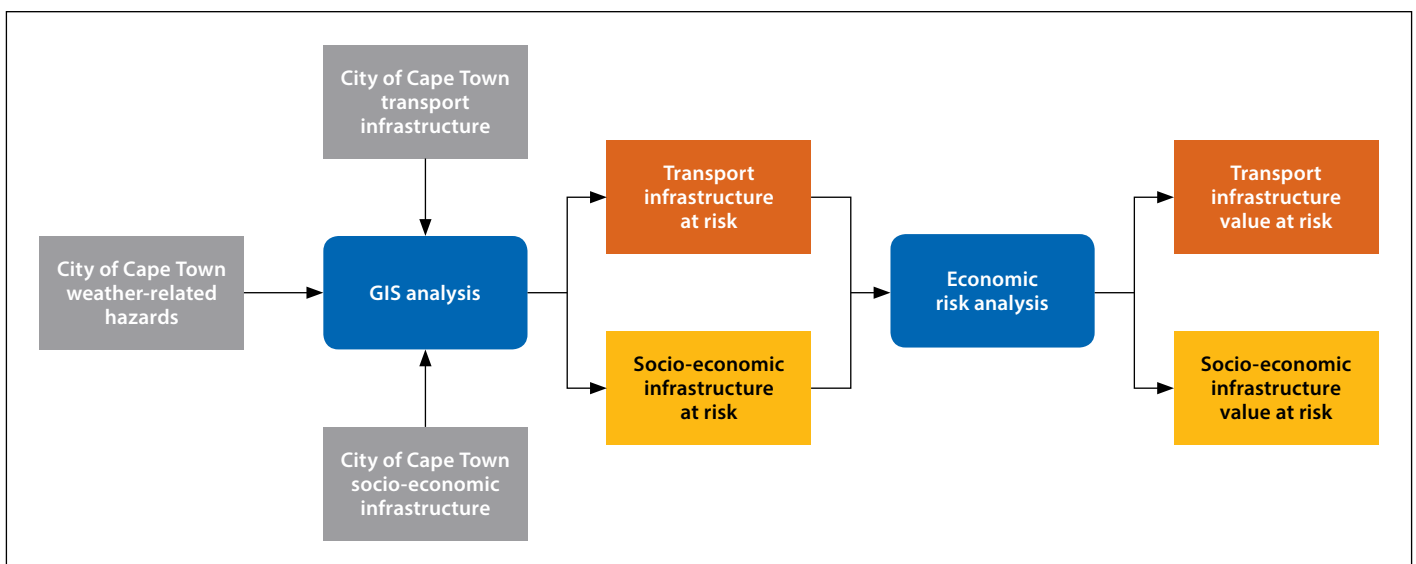 City of Cape Town
transport
infrastructure
City of Cape Town
weather-related
hazards
GIS analysis
City of Cape Town
socio-economic
infrastructure
Transport
infrastructure
at risk
Socio-economic
infrastructure
at risk
Economic
risk analysis
Transport
infrastructure
value at risk
Socio-economic
infrastructure
value at risk